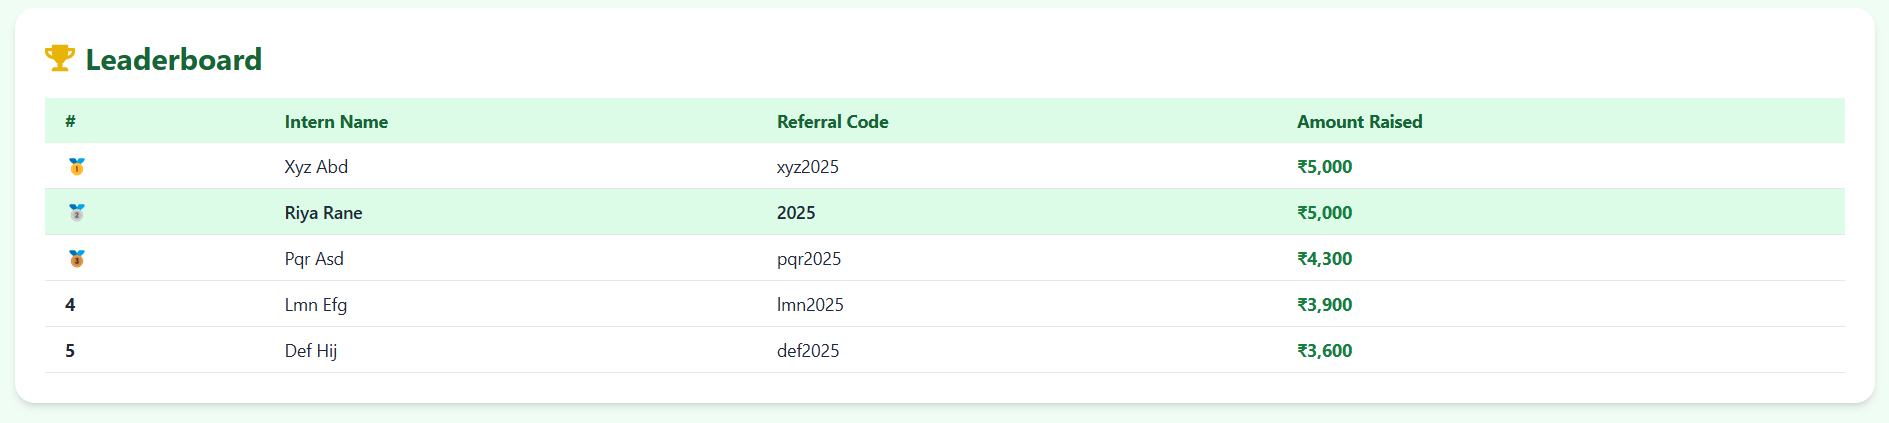 Leaderboard
# Intern Name Referral Code Amount Raised
1 Xyz Abd xyz2025 ₹5,000
2 Riya Rane 2025 ₹5,000
3 Pqr Asd pqr2025 ₹4,300
4 Lmn Efg lmn2025 ₹3,900
5 Def Hij def2025 ₹3,600